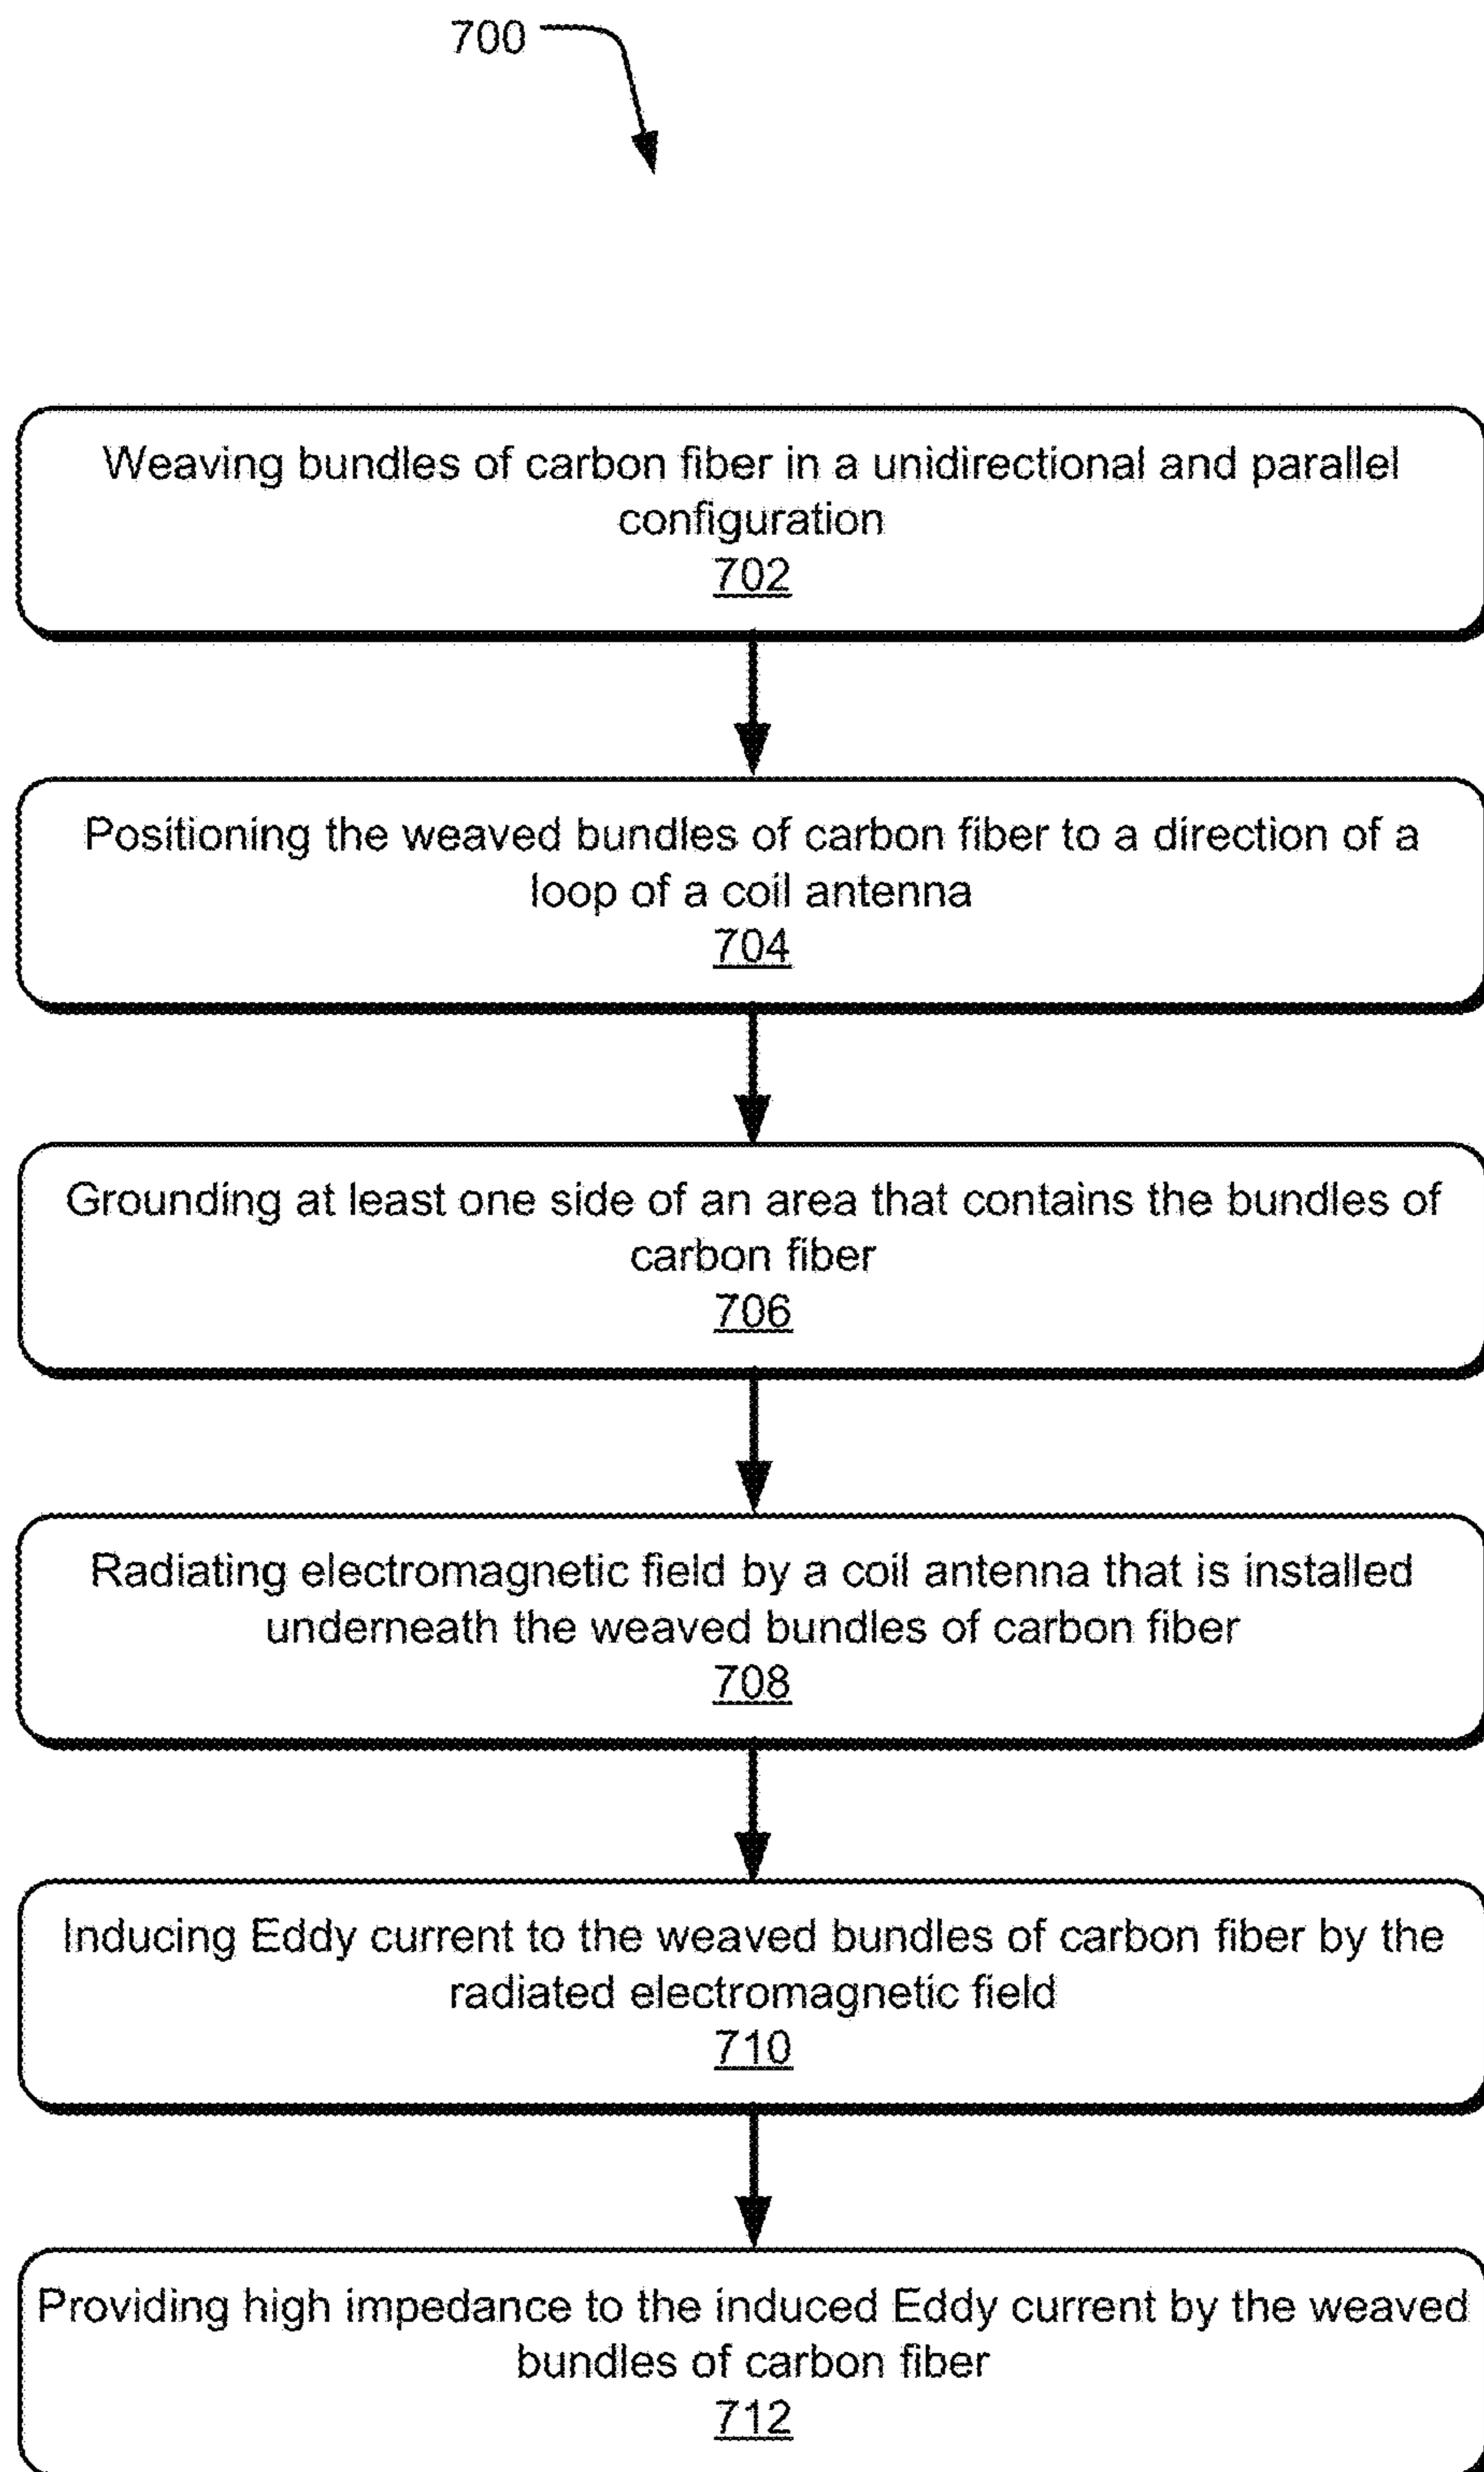 700
Weaving bundles of carbon fiber in a unidirectional and parallel
configuration
702
Positioning the weaved bundles of carbon fiber to a direction of a
loop of a coil antenna
704
Grounding at least one side of an area that contains the bundles of
carbon fiber
706
Radiating electromagnetic field by a coil antenna that is installed
underneath the weaved bundles of carbon fiber
708
Inducing Eddy current to the weaved bundles of carbon fiber by the
radiated electromagnetic field
710
Providing high impedance to the induced Eddy current by the weaved
bundles of carbon fiber
712